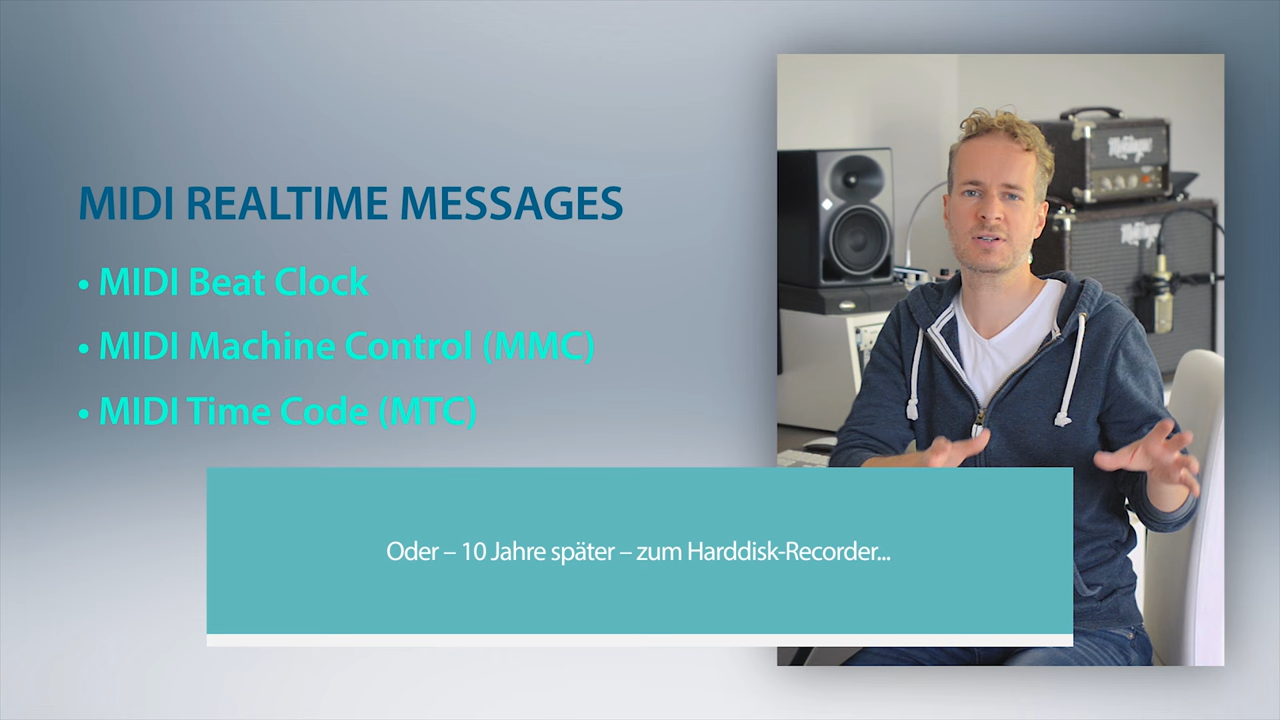 MIDI REALTIME MESSAGES
• MIDI Beat Clock
• MIDI Machine Control (MMC)
• MIDI Time Code (MTC)
Oder – 10 Jahre später – zum Harddisk-Recorder...